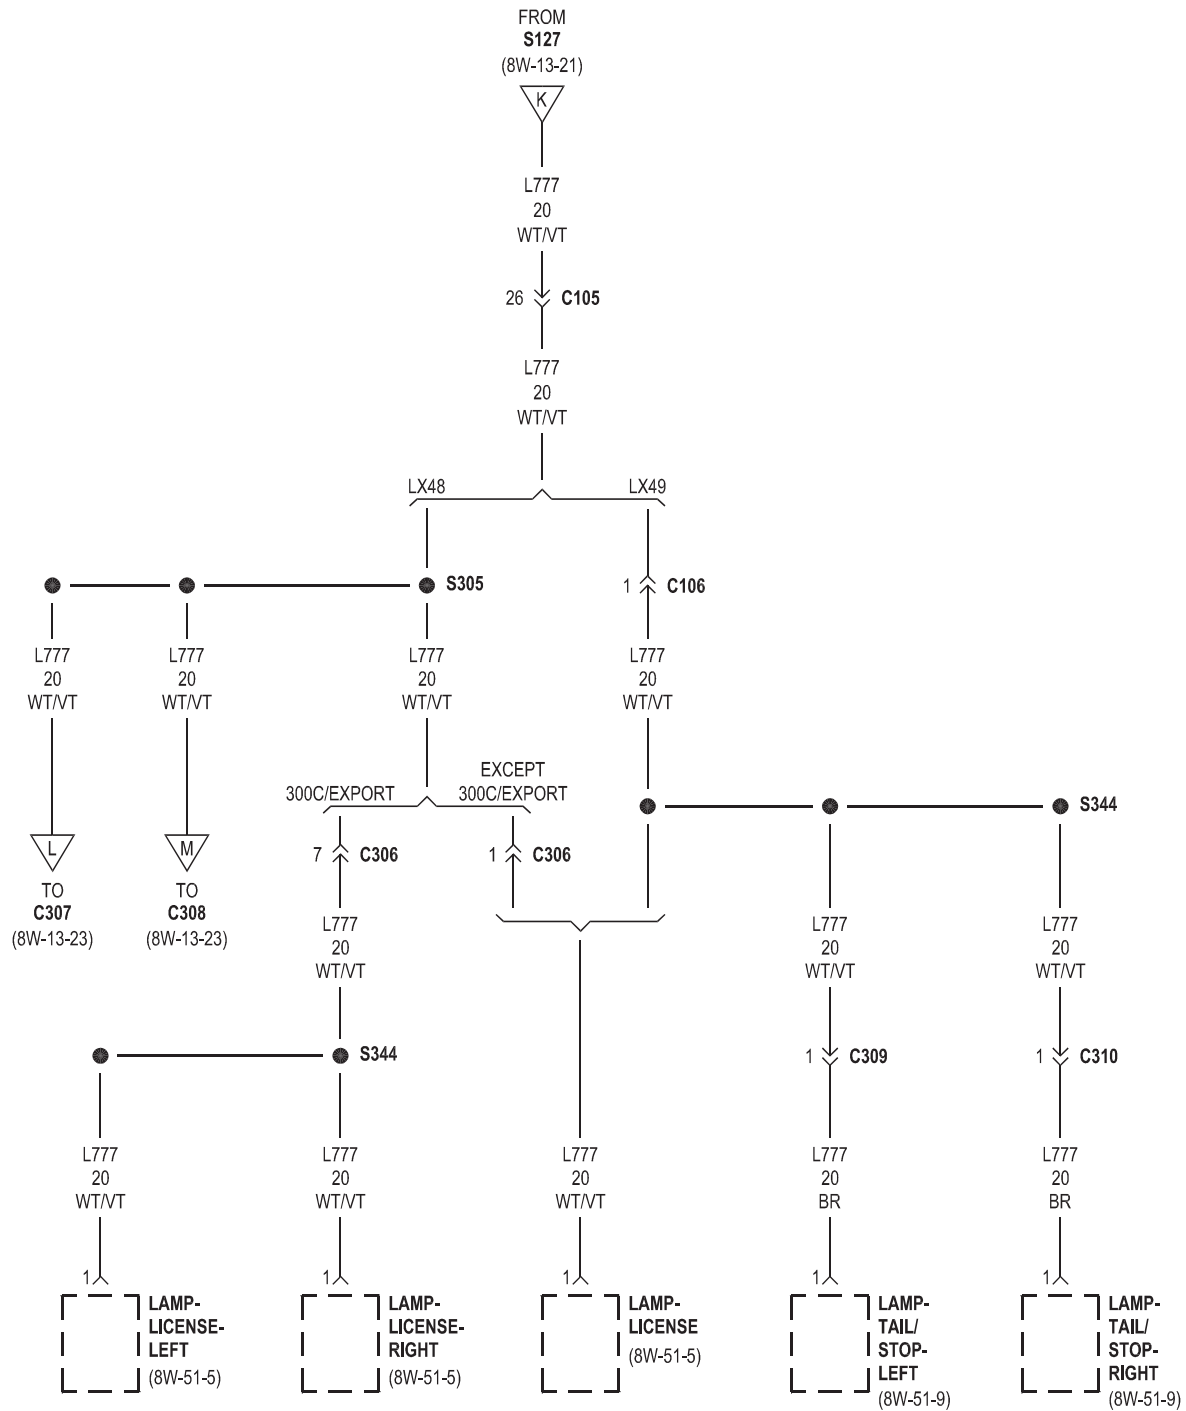 FROM
S127
(8W-13-21)
K
L777
20
WT/VT
26
C105
L777
20
WT/VT
LX48
LX49
S305
1
C106
L777
20
WT/VT
L777
20
WT/VT
L777
20
WT/VT
L777
20
WT/VT
300C/EXPORT
EXCEPT
300C/EXPORT
S344
L
TO
C307
(8W-13-23)
M
TO
C308
(8W-13-23)
7
C306
1
C306
L777
20
WT/VT
L777
20
WT/VT
L777
20
WT/VT
S344
1
C309
1
C310
L777
20
WT/VT
L777
20
WT/VT
L777
20
WT/VT
L777
20
BR
L777
20
BR
1
LAMP-
LICENSE-
LEFT
(8W-51-5)
1
LAMP-
LICENSE-
RIGHT
(8W-51-5)
1
LAMP-
LICENSE
(8W-51-5)
1
LAMP-
TAIL/
STOP-
LEFT
(8W-51-9)
1
LAMP-
TAIL/
STOP-
RIGHT
(8W-51-9)